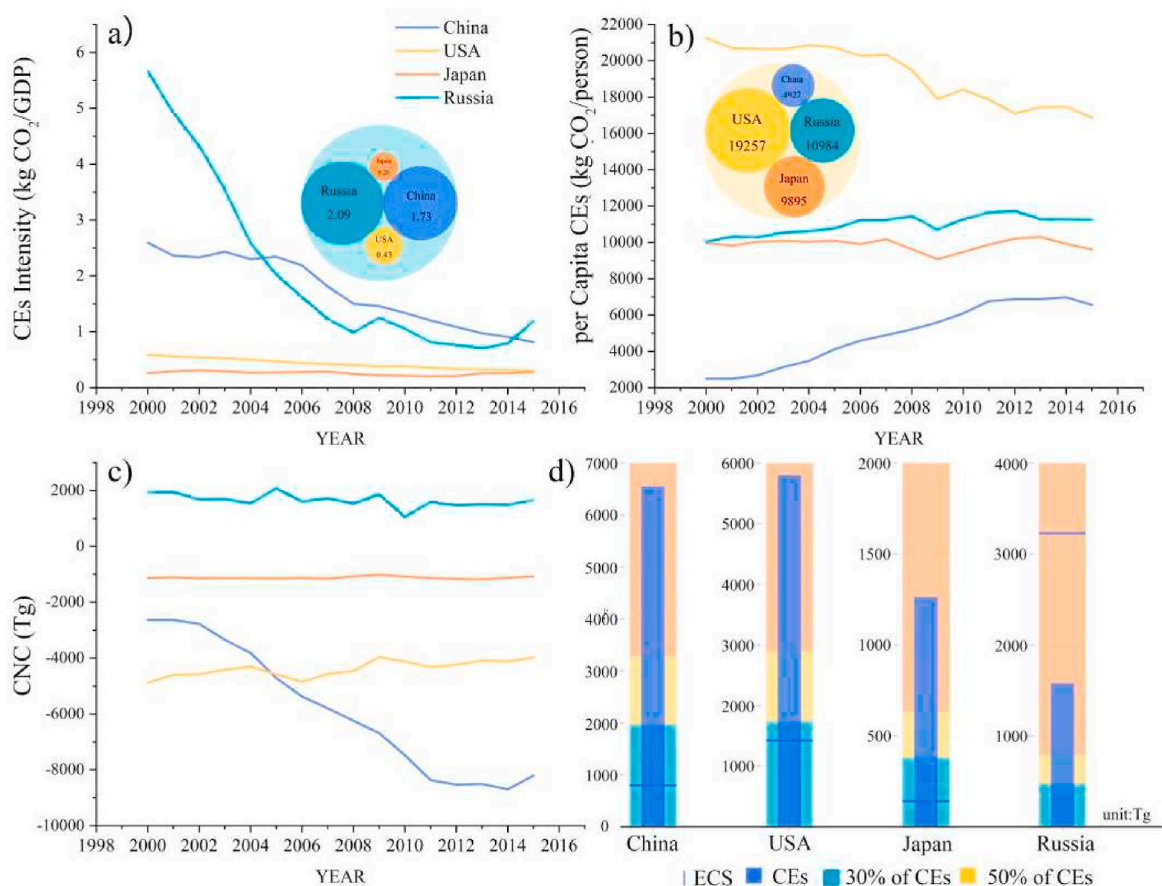 a)
CEs Intensity (kg CO₂/GDP)
6
5
4
3
2
1
0
China
USA
Japan
Russia
Japan
0.26
Russia
2.09
China
1.73
USA
0.43
1998 2000 2002 2004 2006 2008 2010 2012 2014 2016
YEAR
b)
per Capita CEs (kg CO₂/person)
22000
20000
18000
16000
14000
12000
10000
8000
6000
4000
2000
China
4927
USA
19257
Russia
10984
Japan
9895
1998 2000 2002 2004 2006 2008 2010 2012 2014 2016
YEAR
c)
CNC (Tg)
2000
0
-2000
-4000
-6000
-8000
-10000
1998 2000 2002 2004 2006 2008 2010 2012 2014 2016
YEAR
d)
7000
6000
5000
4000
3000
2000
1000
0
China
6000
5000
4000
3000
2000
1000
USA
2000
1500
1000
500
Japan
4000
3000
2000
1000
Russia
unit:Tg
ECS CEs 30% of CEs 50% of CEs